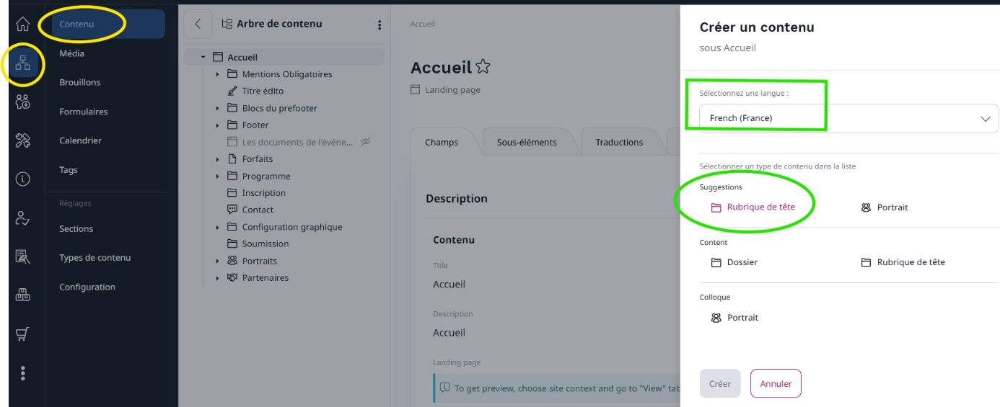 Contenu
Média
Brouillons
Formulaires
Calendrier
Tags
Réglages
Sections
Types de contenu
Configuration
Arbre de contenu
Accueil
Mentions Obligatoires
Titre édito
Blocs du prefooter
Footer
Les documents de l'événe...
Forfaits
Programme
Inscription
Contact
Configuration graphique
Soumission
Portraits
Partenaires
Accueil
Accueil
Landing page
Champs Sous-éléments Traductions
Description
Contenu
Title
Accueil
Description
Accueil
Landing page
To get preview, choose site context and go to "View" tab
Créer un contenu
sous Accueil
Sélectionnez une langue :
French (France)
Sélectionner un type de contenu dans la liste
Suggestions
Rubrique de tête Portrait
Content
Dossier Rubrique de tête
Colloque
Portrait
Créer Annuler